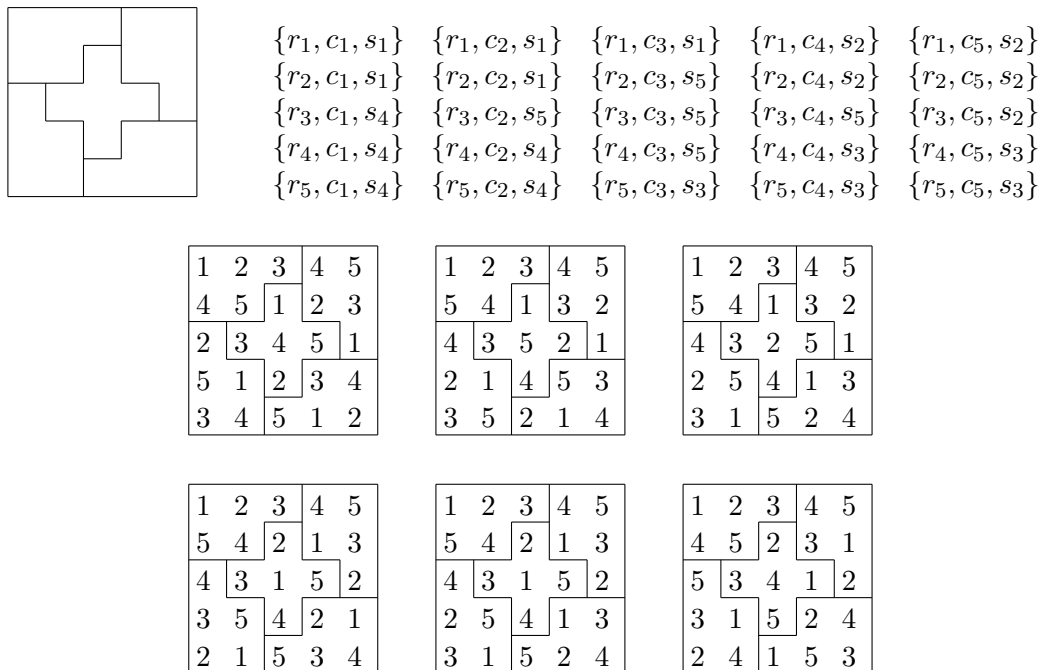 {r₁, c₁, s₁} {r₁, c₂, s₁} {r₁, c₃, s₁} {r₁, c₄, s₂} {r₁, c₅, s₂}
{r₂, c₁, s₁} {r₂, c₂, s₁} {r₂, c₃, s₅} {r₂, c₄, s₂} {r₂, c₅, s₂}
{r₃, c₁, s₄} {r₃, c₂, s₅} {r₃, c₃, s₅} {r₃, c₄, s₅} {r₃, c₅, s₂}
{r₄, c₁, s₄} {r₄, c₂, s₄} {r₄, c₃, s₅} {r₄, c₄, s₃} {r₄, c₅, s₃}
{r₅, c₁, s₄} {r₅, c₂, s₄} {r₅, c₃, s₃} {r₅, c₄, s₃} {r₅, c₅, s₃}
1 2 3 4 5 1 2 3 4 5 1 2 3 4 5
4 5 1 2 3 5 4 1 3 2 5 4 1 3 2
2 3 4 5 1 4 3 5 2 1 4 3 2 5 1
5 1 2 3 4 2 1 4 5 3 2 5 4 1 3
3 4 5 1 2 3 5 2 1 4 3 1 5 2 4
1 2 3 4 5 1 2 3 4 5 1 2 3 4 5
5 4 2 1 3 5 4 2 1 3 4 5 2 3 1
4 3 1 5 2 4 3 1 5 2 5 3 4 1 2
3 5 4 2 1 2 5 4 1 3 3 1 5 2 4
2 1 5 3 4 3 1 5 2 4 2 4 1 5 3